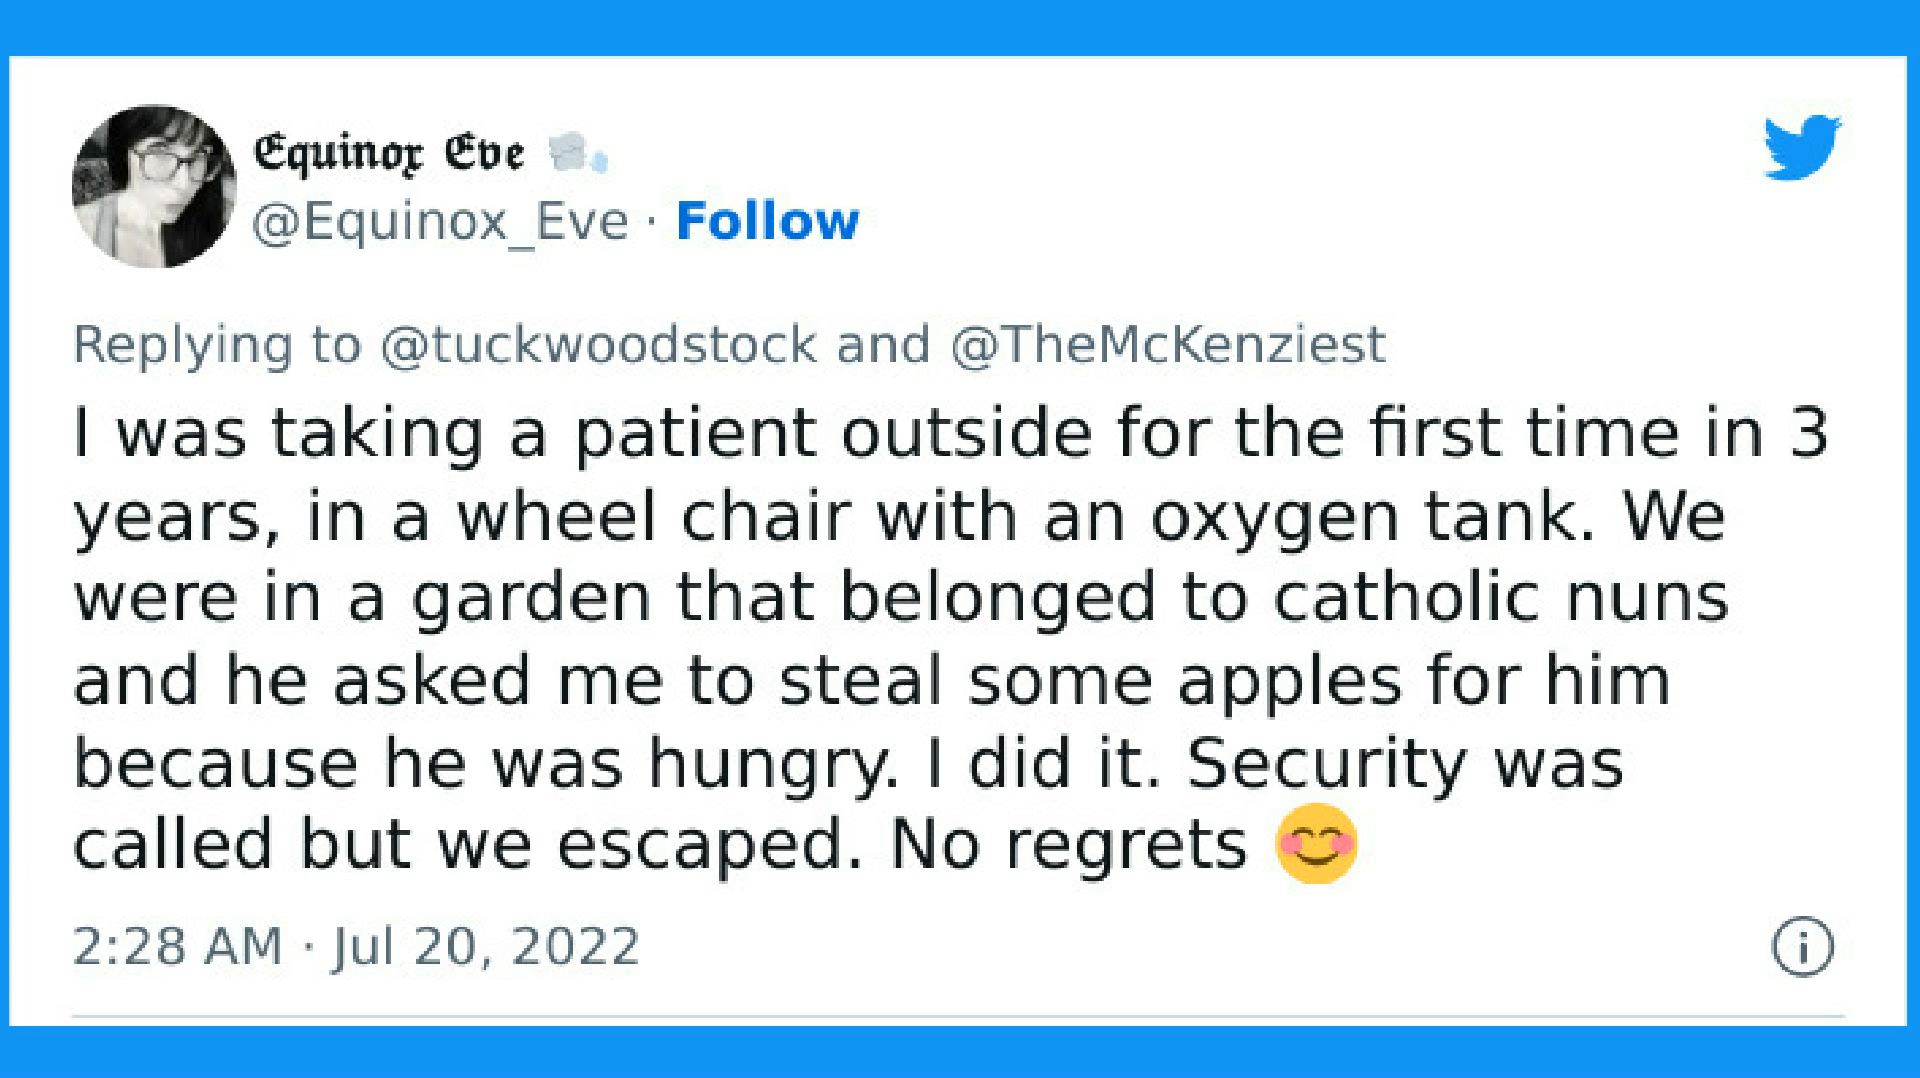 𝕰𝖖𝖚𝖎𝖓𝖔𝖝 𝕰𝖛𝖊
@Equinox_Eve · Follow
Replying to @tuckwoodstock and @TheMcKenziest
I was taking a patient outside for the first time in 3
years, in a wheel chair with an oxygen tank. We
were in a garden that belonged to catholic nuns
and he asked me to steal some apples for him
because he was hungry. I did it. Security was
called but we escaped. No regrets 😊
2:28 AM · Jul 20, 2022